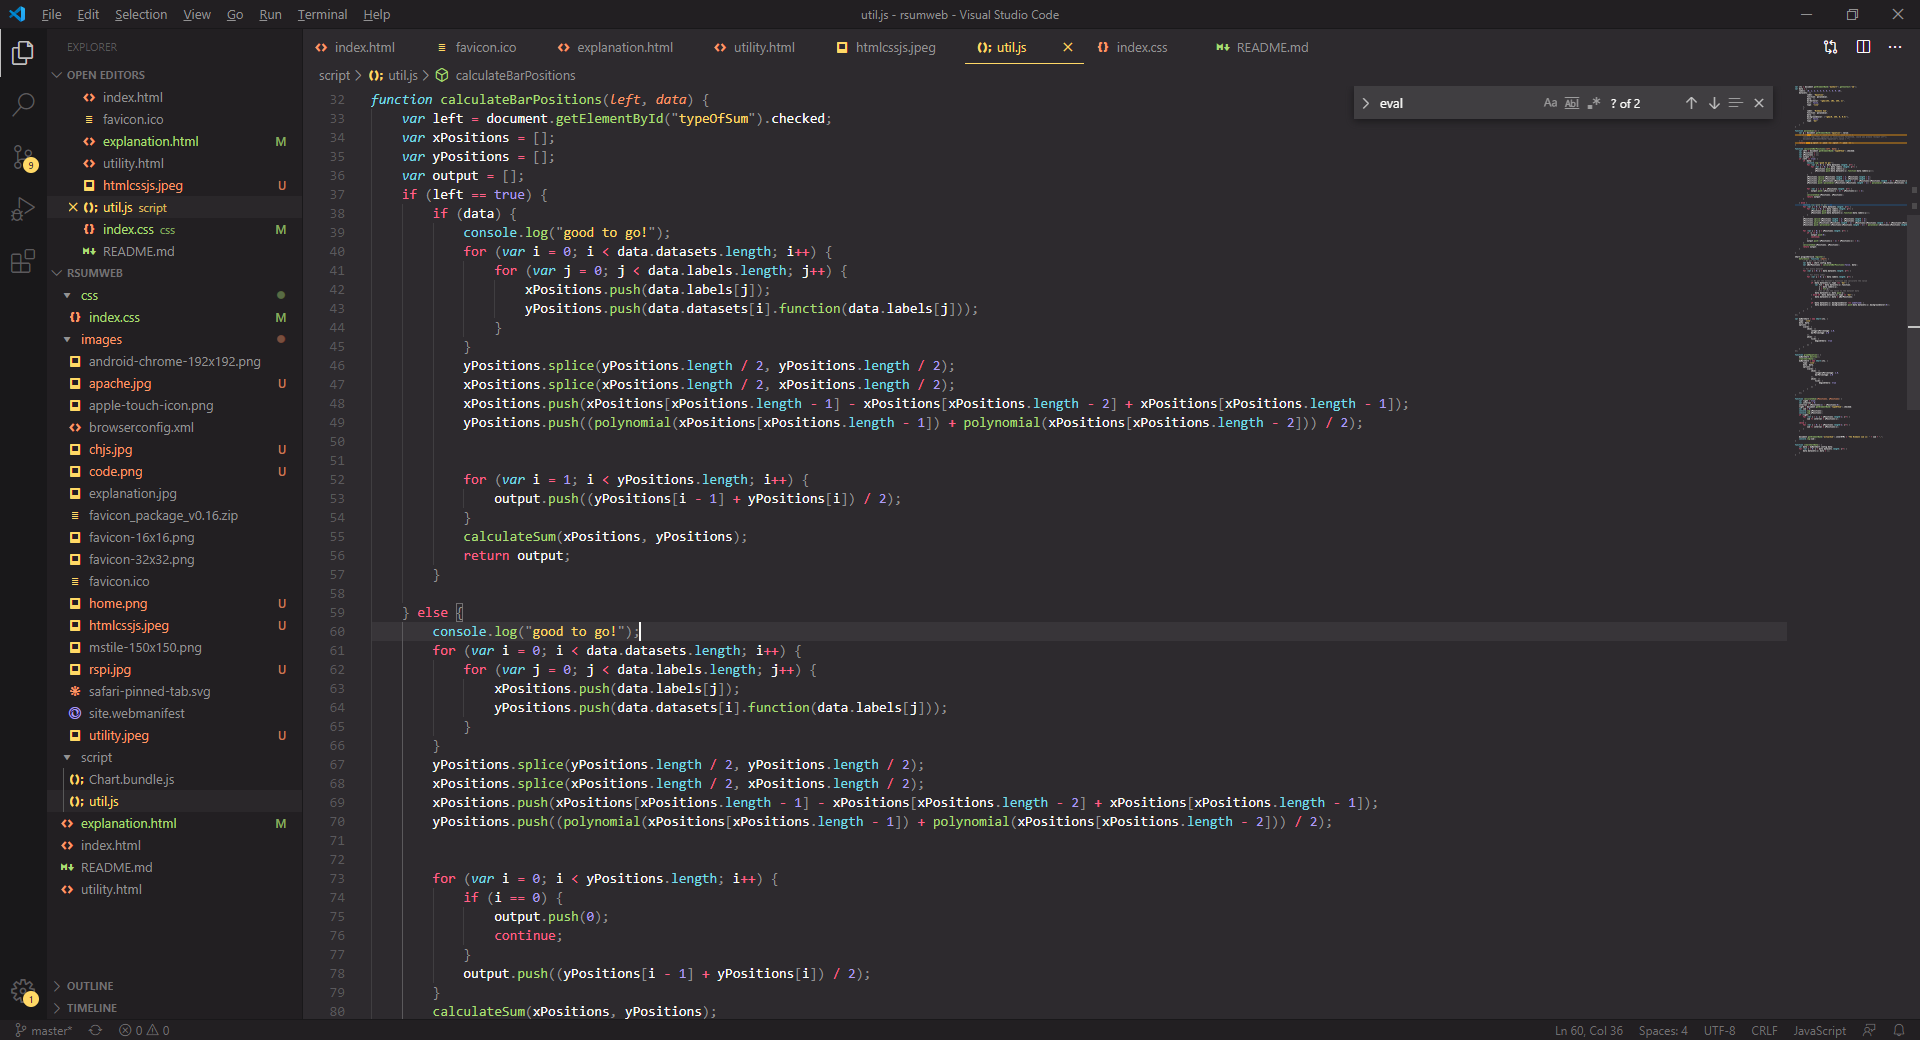 File Edit Selection View Go Run Terminal Help
util.js - rsumweb - Visual Studio Code
EXPLORER
OPEN EDITORS
index.html
favicon.ico
explanation.html M
utility.html
htmlcssjs.jpeg U
util.js script
index.css css M
README.md
RSUMWEB
css
index.css M
images
android-chrome-192x192.png
apache.jpg U
apple-touch-icon.png
browserconfig.xml
chjs.jpg U
code.png U
explanation.jpg
favicon_package_v0.16.zip
favicon-16x16.png
favicon-32x32.png
favicon.ico
home.png U
htmlcssjs.jpeg U
mstile-150x150.png
rspi.jpg U
safari-pinned-tab.svg
site.webmanifest
utility.jpeg U
script
Chart.bundle.js
util.js
explanation.html M
index.html
README.md
utility.html
OUTLINE
TIMELINE
9
1
index.html favicon.ico explanation.html utility.html htmlcssjs.jpeg util.js index.css README.md
script > util.js > calculateBarPositions
eval Aa Abl .* ? of 2
32 function calculateBarPositions(left, data) {
33 var left = document.getElementById("typeOfSum").checked;
34 var xPositions = [];
35 var yPositions = [];
36 var output = [];
37 if (left == true) {
38 if (data) {
39 console.log("good to go!");
40 for (var i = 0; i < data.datasets.length; i++) {
41 for (var j = 0; j < data.labels.length; j++) {
42 xPositions.push(data.labels[j]);
43 yPositions.push(data.datasets[i].function(data.labels[j]));
44 }
45 }
46 yPositions.splice(yPositions.length / 2, yPositions.length / 2);
47 xPositions.splice(xPositions.length / 2, xPositions.length / 2);
48 xPositions.push(xPositions[xPositions.length - 1] - xPositions[xPositions.length - 2] + xPositions[xPositions.length - 1]);
49 yPositions.push((polynomial(xPositions[xPositions.length - 1]) + polynomial(xPositions[xPositions.length - 2])) / 2);
50
51
52 for (var i = 1; i < yPositions.length; i++) {
53 output.push((yPositions[i - 1] + yPositions[i]) / 2);
54 }
55 calculateSum(xPositions, yPositions);
56 return output;
57 }
58
59 } else {
60 console.log("good to go!");
61 for (var i = 0; i < data.datasets.length; i++) {
62 for (var j = 0; j < data.labels.length; j++) {
63 xPositions.push(data.labels[j]);
64 yPositions.push(data.datasets[i].function(data.labels[j]));
65 }
66 }
67 yPositions.splice(yPositions.length / 2, yPositions.length / 2);
68 xPositions.splice(xPositions.length / 2, xPositions.length / 2);
69 xPositions.push(xPositions[xPositions.length - 1] - xPositions[xPositions.length - 2] + xPositions[xPositions.length - 1]);
70 yPositions.push((polynomial(xPositions[xPositions.length - 1]) + polynomial(xPositions[xPositions.length - 2])) / 2);
71
72
73 for (var i = 0; i < yPositions.length; i++) {
74 if (i == 0) {
75 output.push(0);
76 continue;
77 }
78 output.push((yPositions[i - 1] + yPositions[i]) / 2);
79 }
80 calculateSum(xPositions, yPositions);
master* 0 0
Ln 60, Col 36 Spaces: 4 UTF-8 CRLF JavaScript